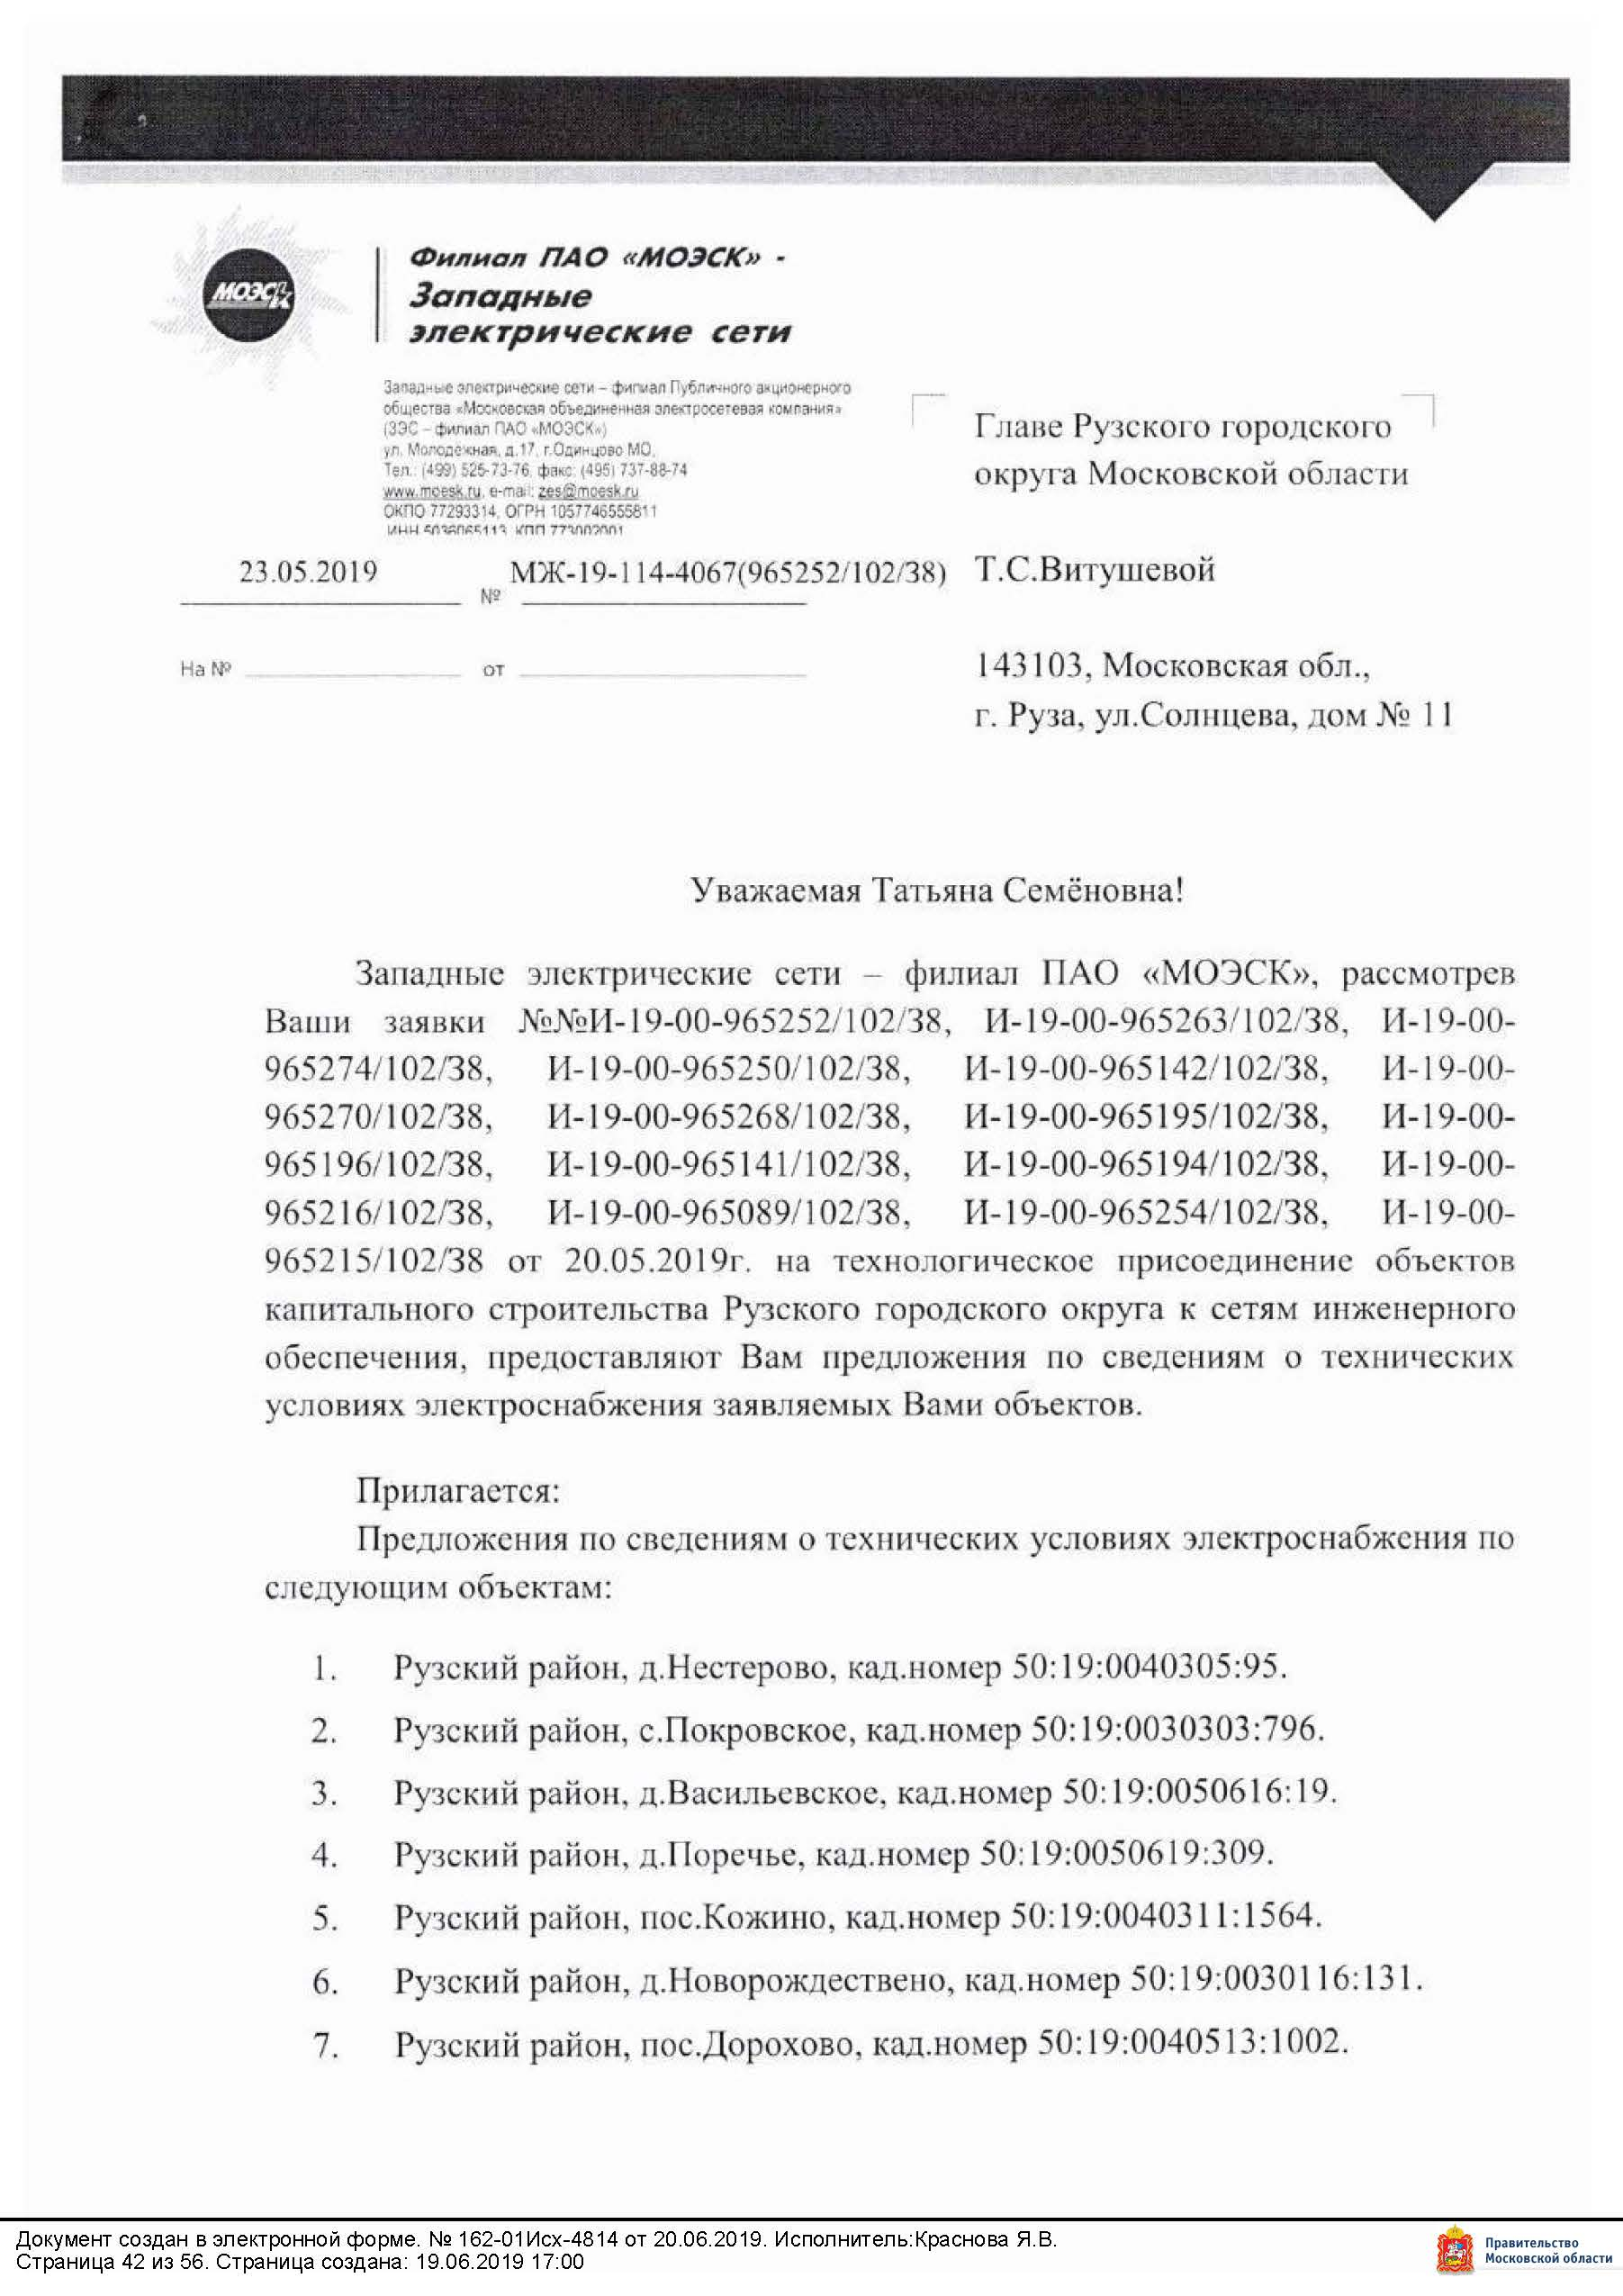 МОЭСК
Филиал ПАО «МОЭСК» -
Западные
электрические сети
Западные электрические сети – филиал Публичного акционерного
общества «Московская объединенная электросетевая компания»
(ЗЭС – филиал ПАО «МОЭСК»)
ул. Молодежная, д.17, г.Одинцово МО,
Тел.: (499) 525-73-76, факс: (495) 737-88-74
www.moesk.ru, e-mail: zes@moesk.ru
ОКПО 77293314, ОГРН 1057746555811
ИНН 5036065113, КПП 773002001
Главе Рузского городского
округа Московской области
23.05.2019 № МЖ-19-114-4067(965252/102/38)
Т.С.Витушевой
На № от
143103, Московская обл.,
г. Руза, ул.Солнцева, дом № 11
Уважаемая Татьяна Семёновна!
Западные электрические сети – филиал ПАО «МОЭСК», рассмотрев
Ваши заявки №№И-19-00-965252/102/38, И-19-00-965263/102/38, И-19-00-
965274/102/38, И-19-00-965250/102/38, И-19-00-965142/102/38, И-19-00-
965270/102/38, И-19-00-965268/102/38, И-19-00-965195/102/38, И-19-00-
965196/102/38, И-19-00-965141/102/38, И-19-00-965194/102/38, И-19-00-
965216/102/38, И-19-00-965089/102/38, И-19-00-965254/102/38, И-19-00-
965215/102/38 от 20.05.2019г. на технологическое присоединение объектов
капитального строительства Рузского городского округа к сетям инженерного
обеспечения, предоставляют Вам предложения по сведениям о технических
условиях электроснабжения заявляемых Вами объектов.
Прилагается:
Предложения по сведениям о технических условиях электроснабжения по
следующим объектам:
1. Рузский район, д.Нестерово, кад.номер 50:19:0040305:95.
2. Рузский район, с.Покровское, кад.номер 50:19:0030303:796.
3. Рузский район, д.Васильевское, кад.номер 50:19:0050616:19.
4. Рузский район, д.Поречье, кад.номер 50:19:0050619:309.
5. Рузский район, пос.Кожино, кад.номер 50:19:0040311:1564.
6. Рузский район, д.Новорождествено, кад.номер 50:19:0030116:131.
7. Рузский район, пос.Дорохово, кад.номер 50:19:0040513:1002.
Документ создан в электронной форме. № 162-01Исх-4814 от 20.06.2019. Исполнитель:Краснова Я.В.
Страница 42 из 56. Страница создана: 19.06.2019 17:00
Правительство
Московской области